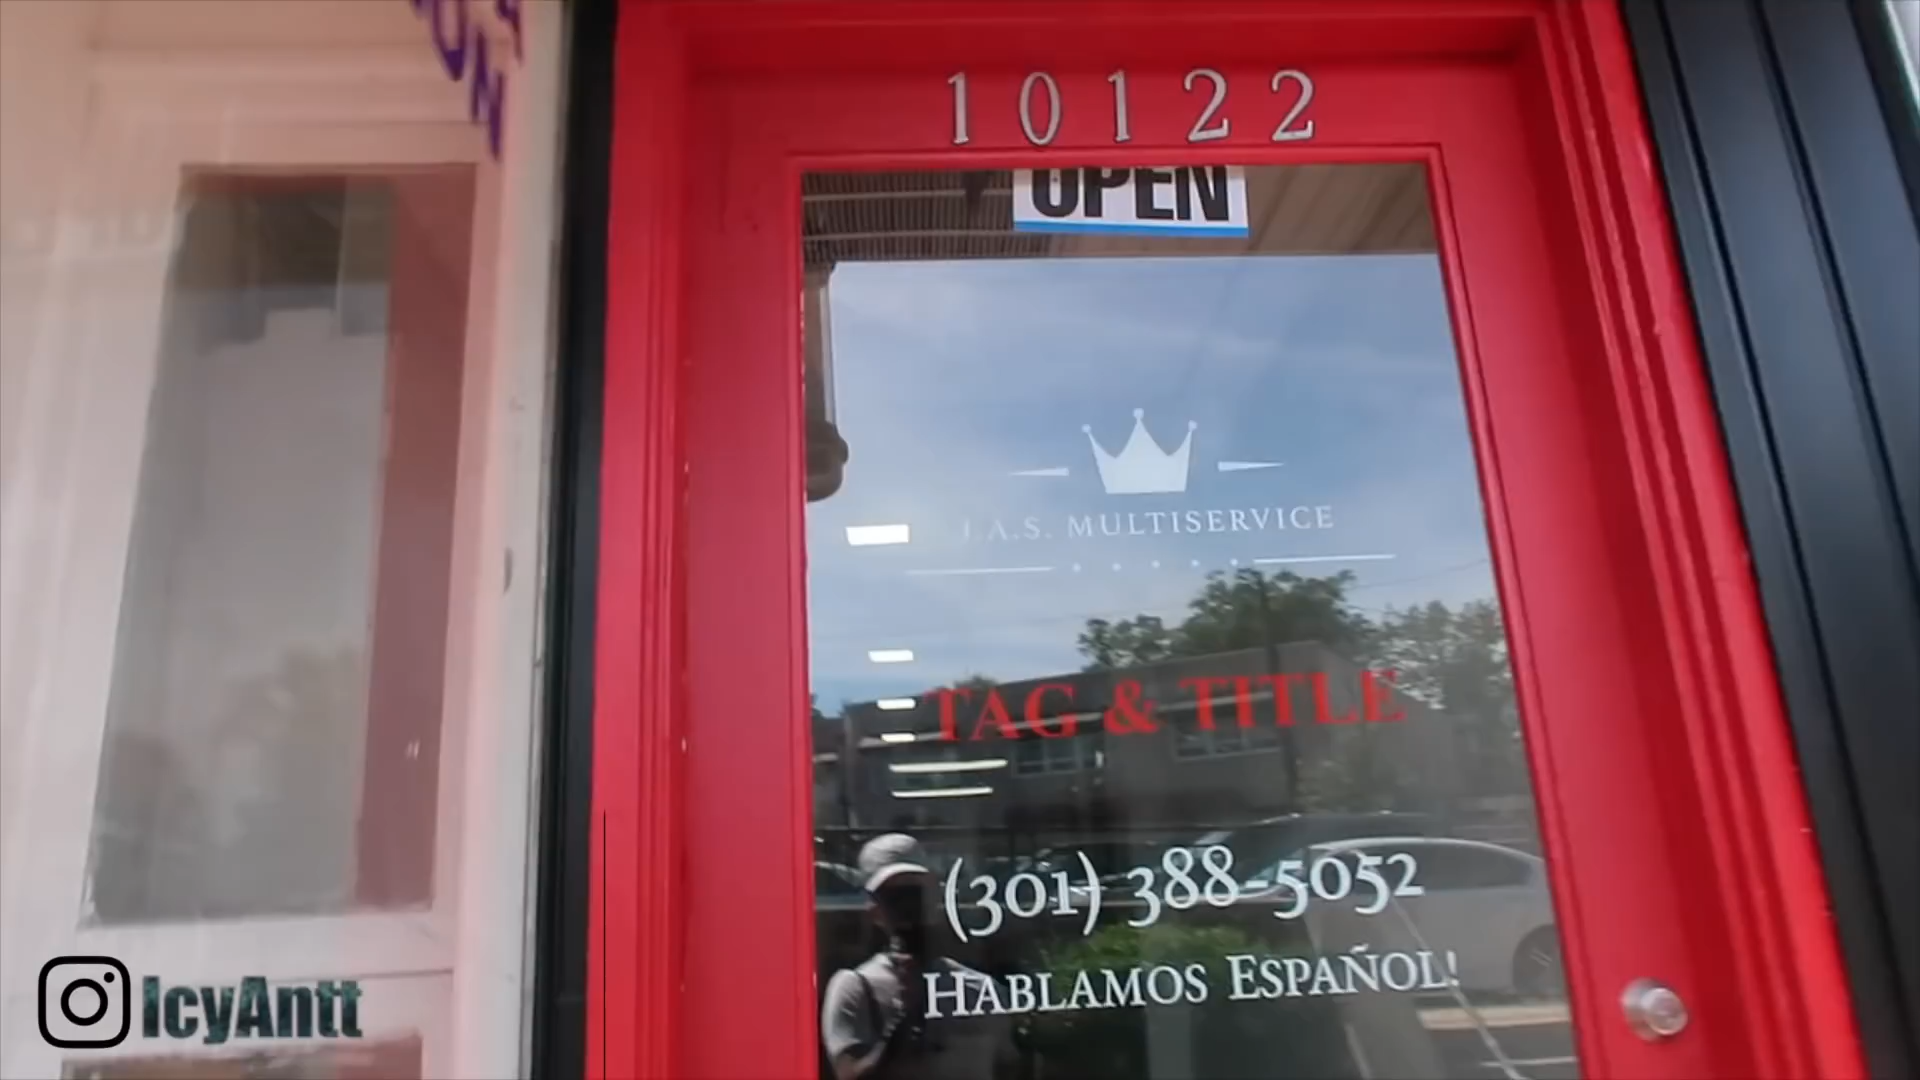 10122
OPEN
J.A.S. MULTISERVICE
TAG & TITLE
(301) 388-5052
HABLAMOS ESPAÑOL!
IcyAntt